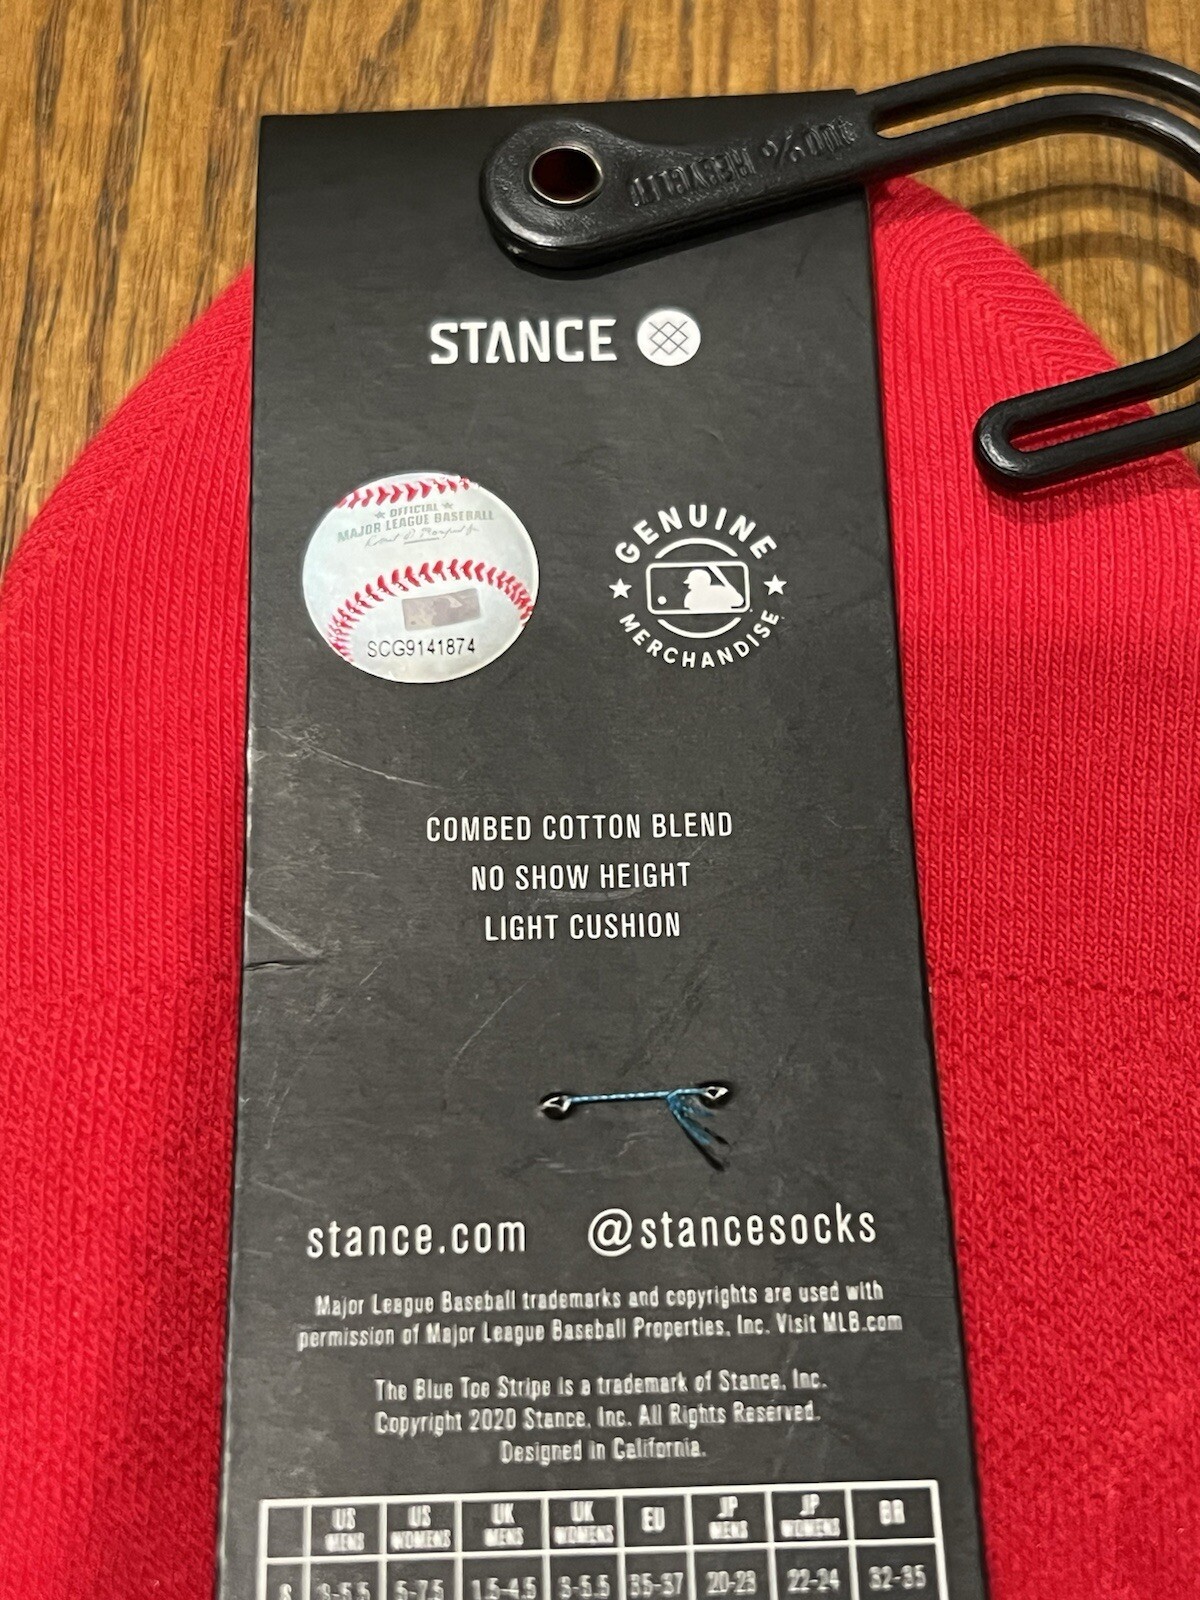 100% RECYCLE
STANCE
★ OFFICIAL ★
MAJOR LEAGUE BASEBALL
SCG9141874
GENUINE
MERCHANDISE
COMBED COTTON BLEND
NO SHOW HEIGHT
LIGHT CUSHION
stance.com @stancesocks
Major League Baseball trademarks and copyrights are used with
permission of Major League Baseball Properties, Inc. Visit MLB.com
The Blue Toe Stripe is a trademark of Stance, Inc.
Copyright 2020 Stance, Inc. All Rights Reserved.
Designed in California.
US MENS US WOMENS UK MENS UK WOMENS EU JP MENS JP WOMENS BR
S 3-5.5 5-7.5 1.5-4.5 3-5.5 35-37 20-23 22-24 32-35